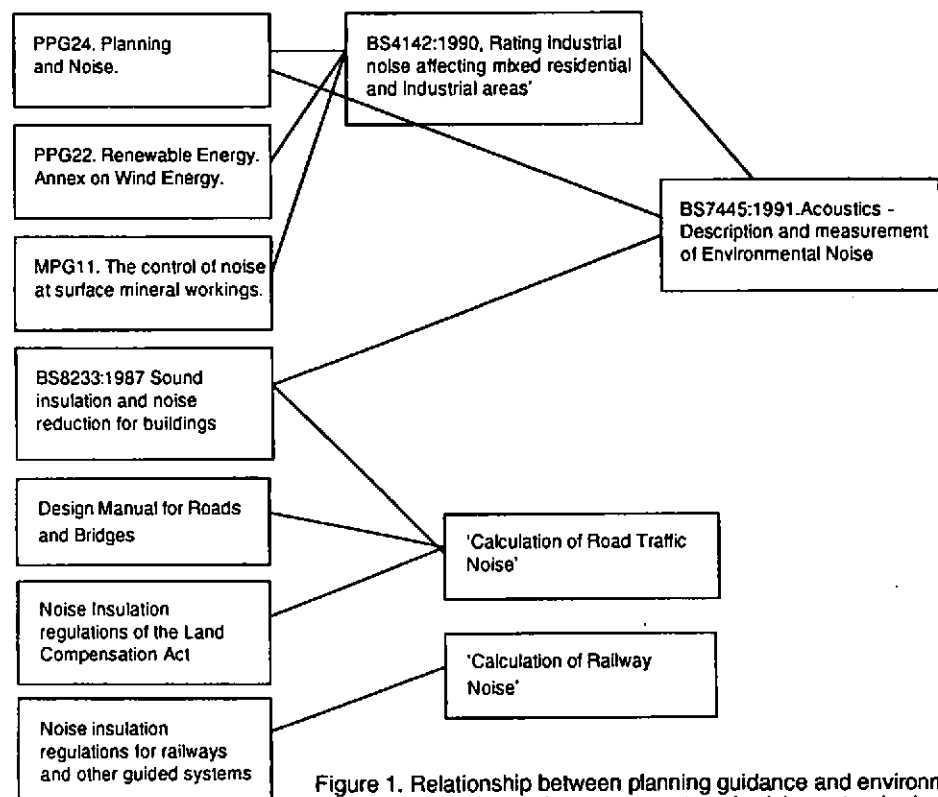 PPG24. Planning
and Noise.
BS4142:1990, Rating industrial
noise affecting mixed residential
and Industrial areas'
PPG22. Renewable Energy.
Annex on Wind Energy.
BS7445:1991.Acoustics -
Description and measurement
of Environmental Noise
MPG11. The control of noise
at surface mineral workings.
BS8233:1987 Sound
insulation and noise
reduction for buildings
Design Manual for Roads
and Bridges
'Calculation of Road Traffic
Noise'
Noise Insulation
regulations of the Land
Compensation Act
'Calculation of Railway
Noise'
Noise insulation
regulations for railways
and other guided systems
Figure 1. Relationship between planning guidance and environm